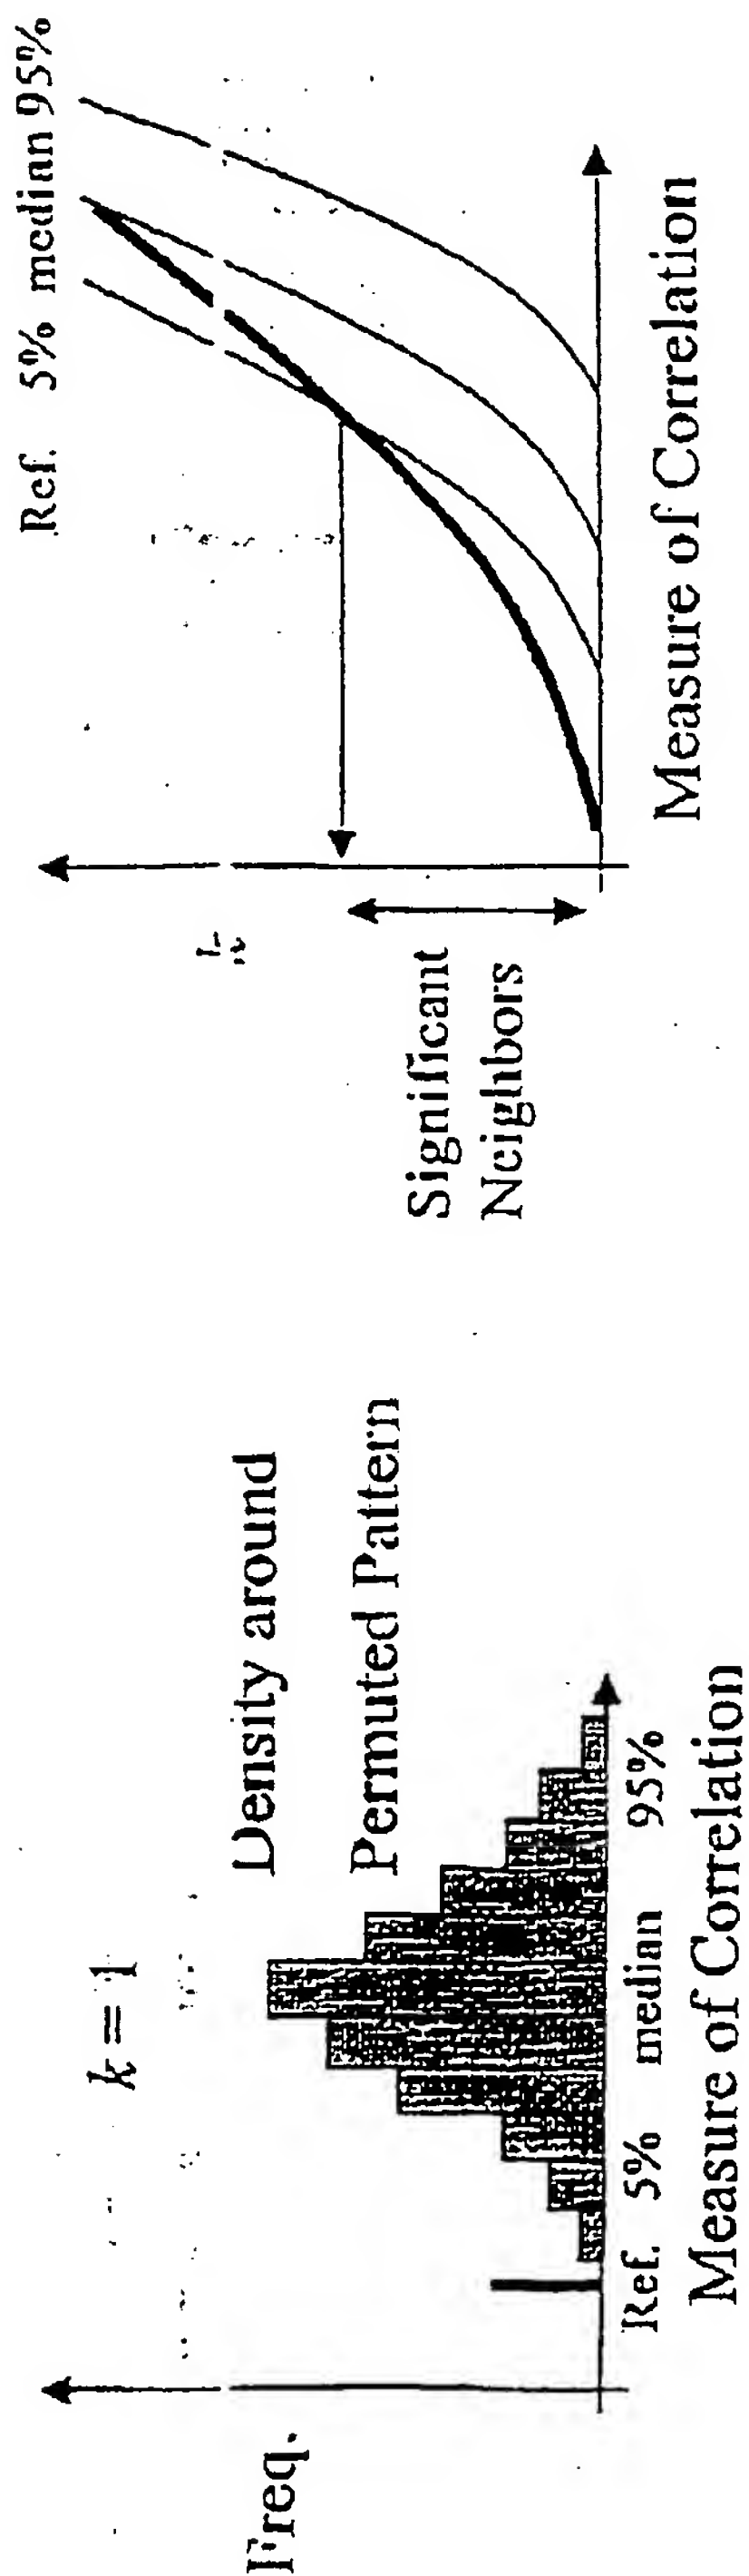 k = 1
Density around
Permuted Pattern
Freq.
Ref. 5% median 95%
Measure of Correlation
Ref. 5% median 95%
Significant
Neighbors
Measure of Correlation